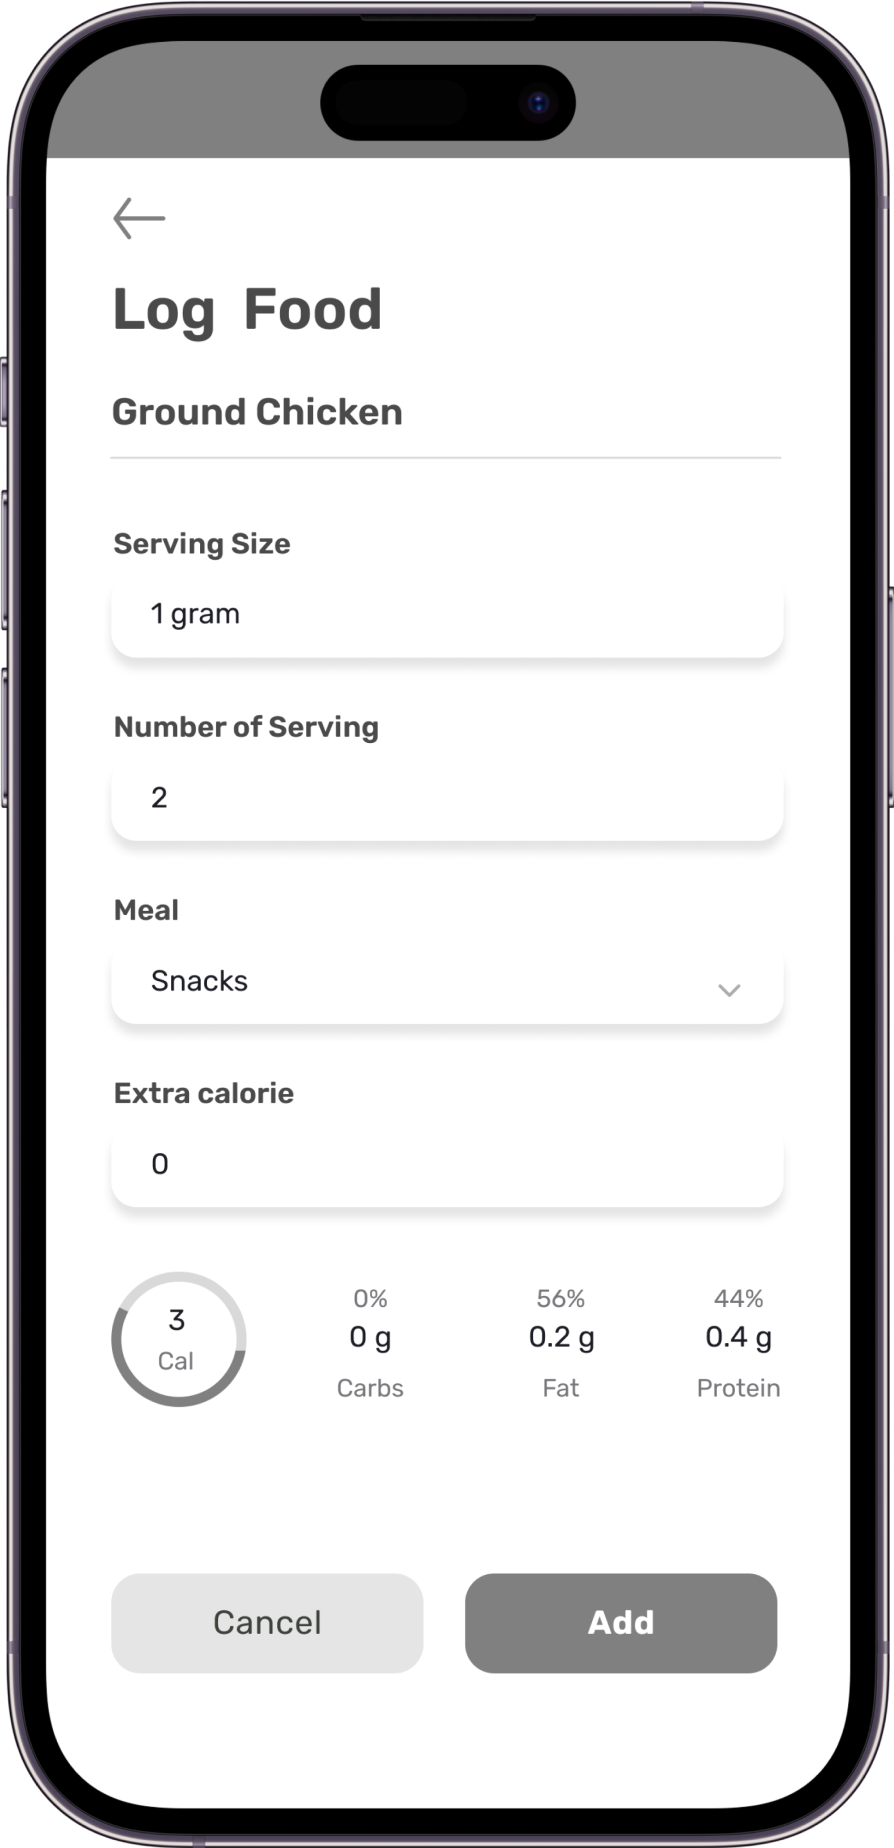 Log Food
Ground Chicken
Serving Size
1 gram
Number of Serving
2
Meal
Snacks
Extra calorie
0
3
Cal
0%
0 g
Carbs
56%
0.2 g
Fat
44%
0.4 g
Protein
Cancel
Add